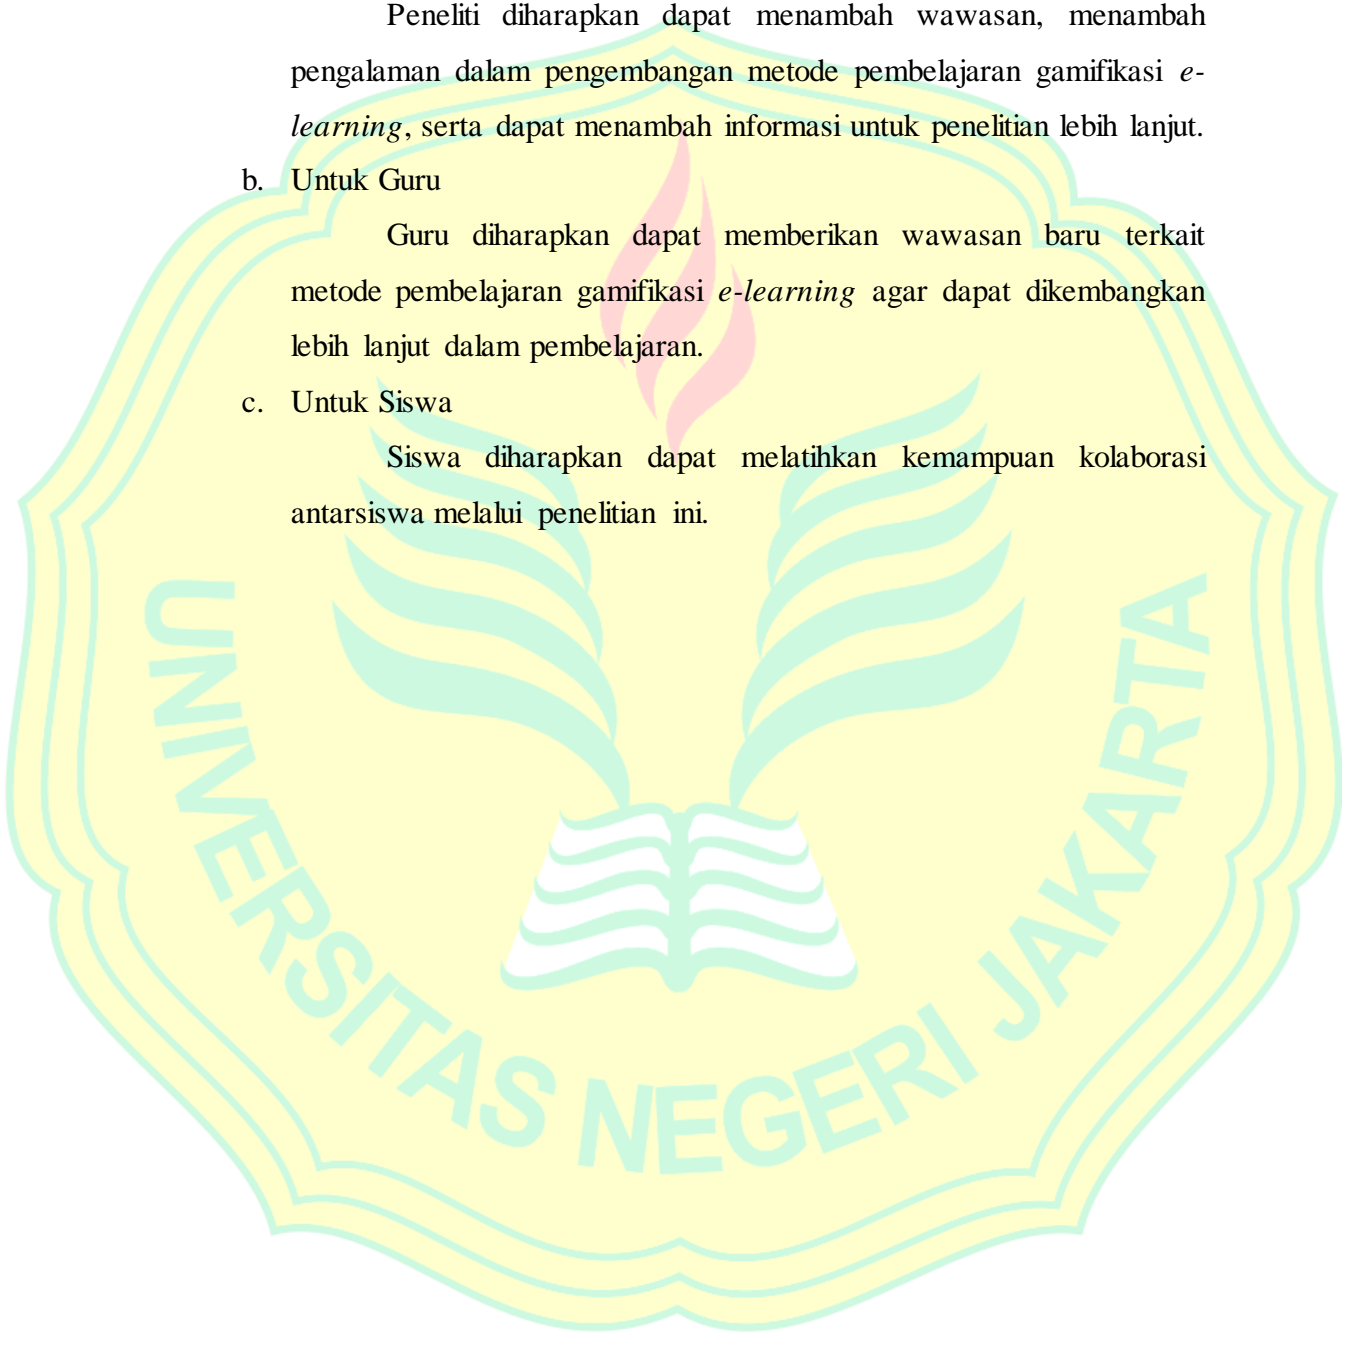 Peneliti diharapkan dapat menambah wawasan, menambah
pengalaman dalam pengembangan metode pembelajaran gamifikasi e-
learning, serta dapat menambah informasi untuk penelitian lebih lanjut.
b. Untuk Guru
Guru diharapkan dapat memberikan wawasan baru terkait
metode pembelajaran gamifikasi e-learning agar dapat dikembangkan
lebih lanjut dalam pembelajaran.
c. Untuk Siswa
Siswa diharapkan dapat melatihkan kemampuan kolaborasi
antarsiswa melalui penelitian ini.
UNIVERSITAS NEGERI JAKARTA